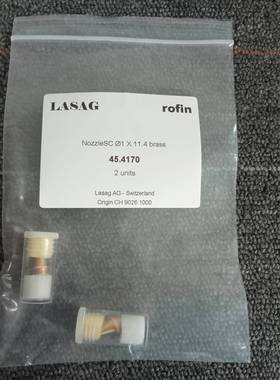 LASAG
rofin
NozzleSC Ø1 X 11.4 brass
45.4170
2 units
Lasag AG - Switzerland
Origin CH 9026 1000